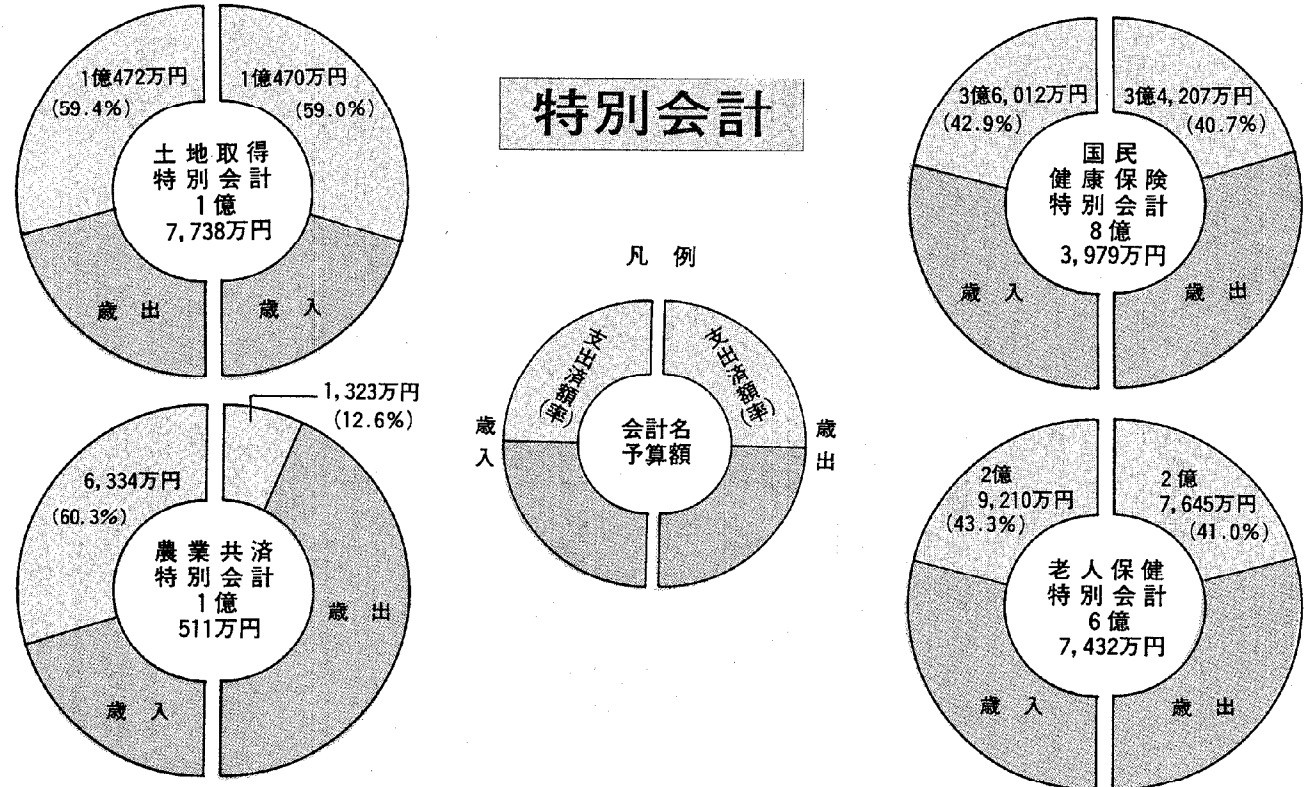 特別会計
1億472万円
(59.4%)
1億470万円
(59.0%)
土地取得
特別会計
1億
7,738万円
歳出
歳入
1,323万円
(12.6%)
6,334万円
(60.3%)
農業共済
特別会計
1億
511万円
歳出
歳入
凡例
支出済額
(率)
支出済額
(率)
歳入
会計名
予算額
歳出
3億6,012万円
(42.9%)
3億4,207万円
(40.7%)
国民
健康保険
特別会計
8億
3,979万円
歳入
歳出
2億
9,210万円
(43.3%)
2億
7,645万円
(41.0%)
老人保健
特別会計
6億
7,432万円
歳入
歳出